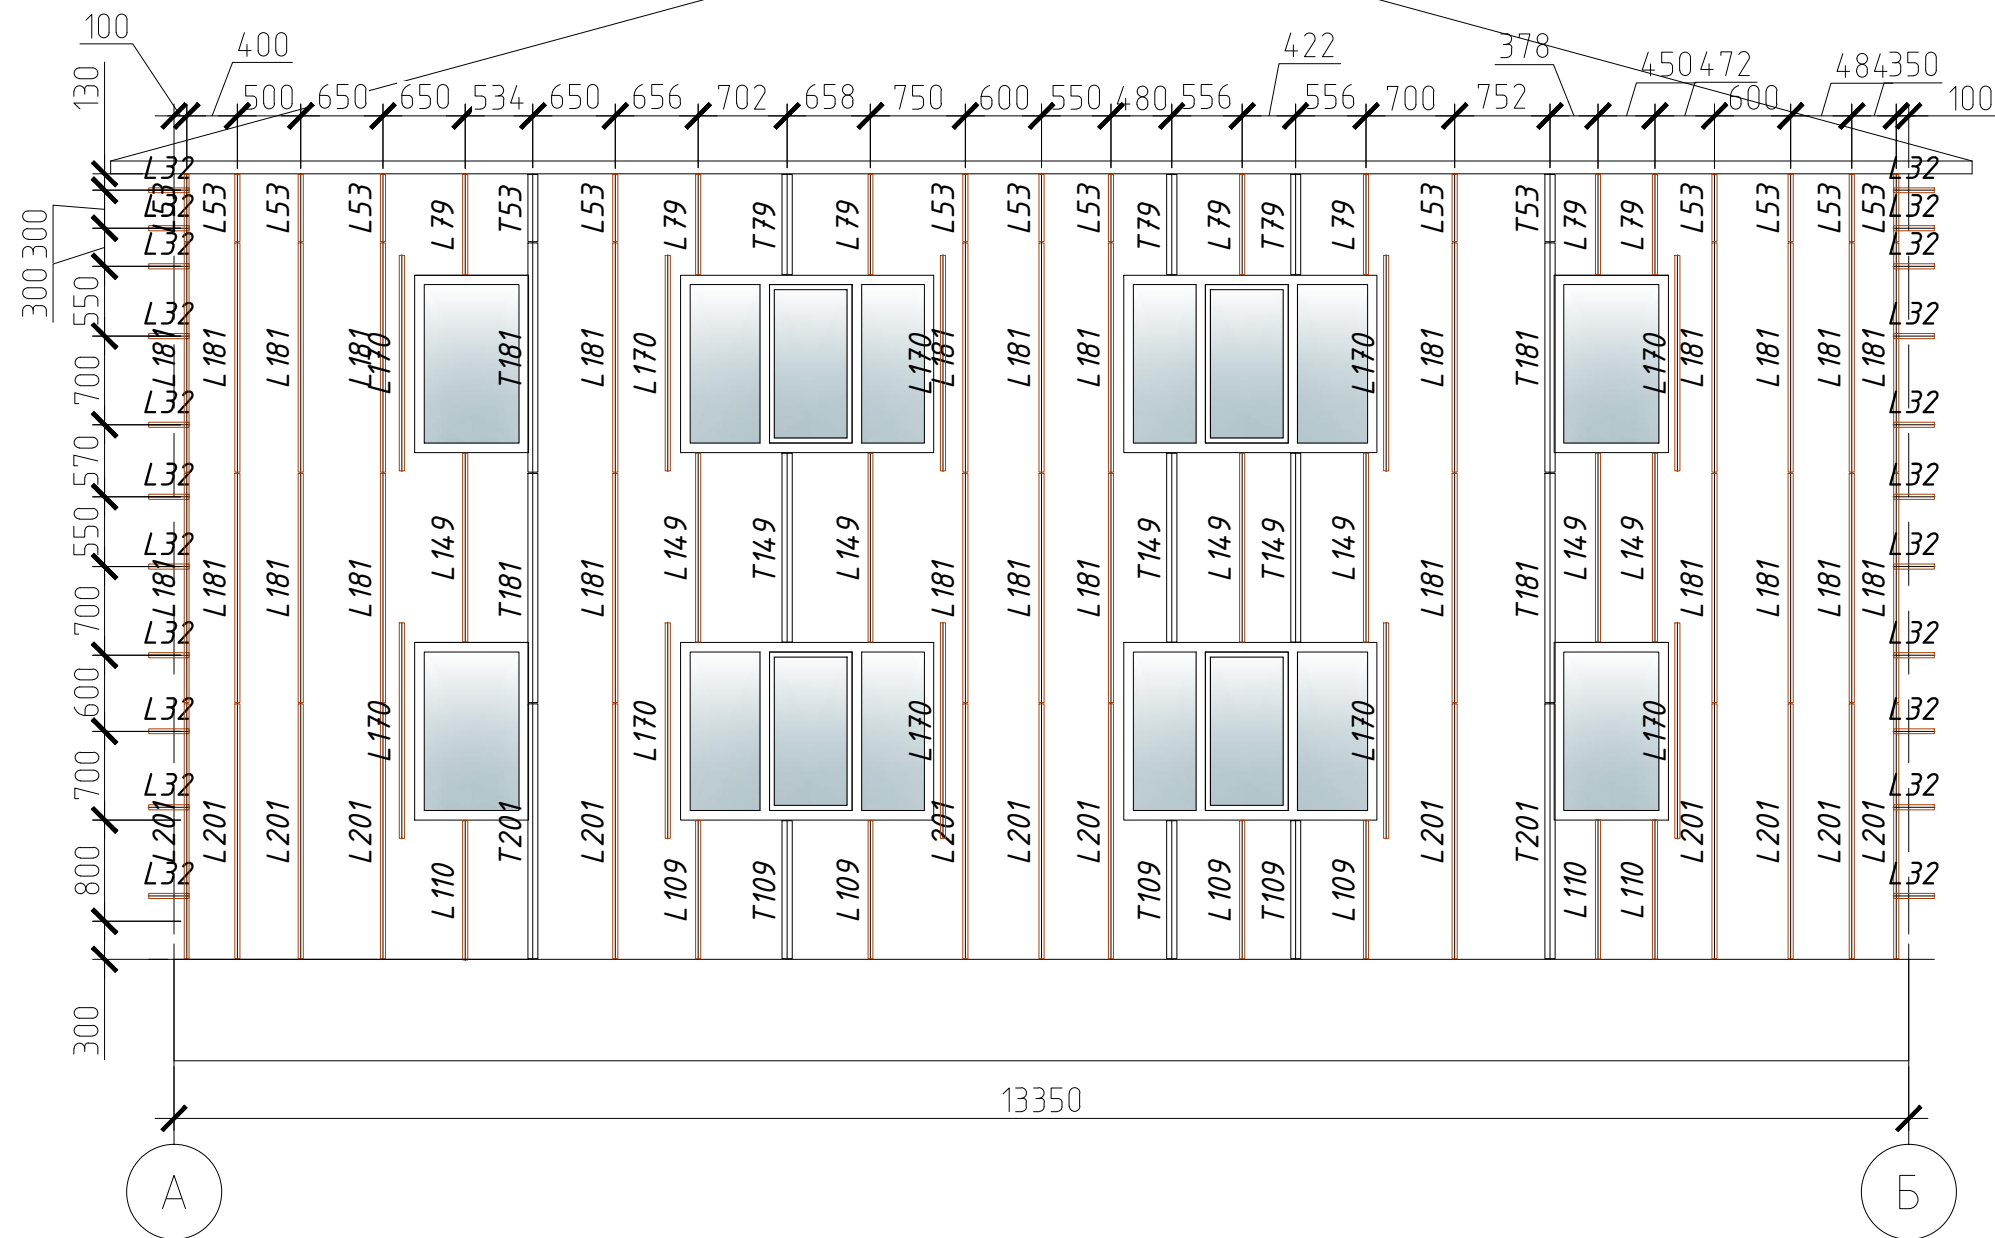 100 400 422 378 450 472 484 350
500 650 650 534 650 656 702 658 750 600 550 480 556 556 700 752 600 100
130
300
300
550
700
570
550
700
600
700
800
300
L32 L32
L53 L53 L53 L53 L79 T53 L53 L79 T79 L79 L53 L53 L53 T79 L79 T79 L79 L53 T53 L79 L79 L53 L53 L53 L53
L32 L32
L32 L32
L32 L32
L181 L181 L181 L181 L170 T181 L181 L170 L170 L181 L181 L181 L170 L181 T181 L170 L181 L181 L181 L181
L32 L32
L32 L32
L149 L149 T149 L149 T149 L149 T149 L149 L149 L149
L32 L32
L181 L181 L181 L181 T181 L181 L181 L181 L181 L181 T181 L181 L181 L181 L181
L32 L32
L32 L32
L170 L170 L170 L170 L170
L32 L32
L201 L201 L201 L201 T201 L201 L201 L201 L201 L201 T201 L201 L201 L201 L201
L32 L32
L110 L109 T109 L109 T109 L109 T109 L109 L110 L110
13350
А Б